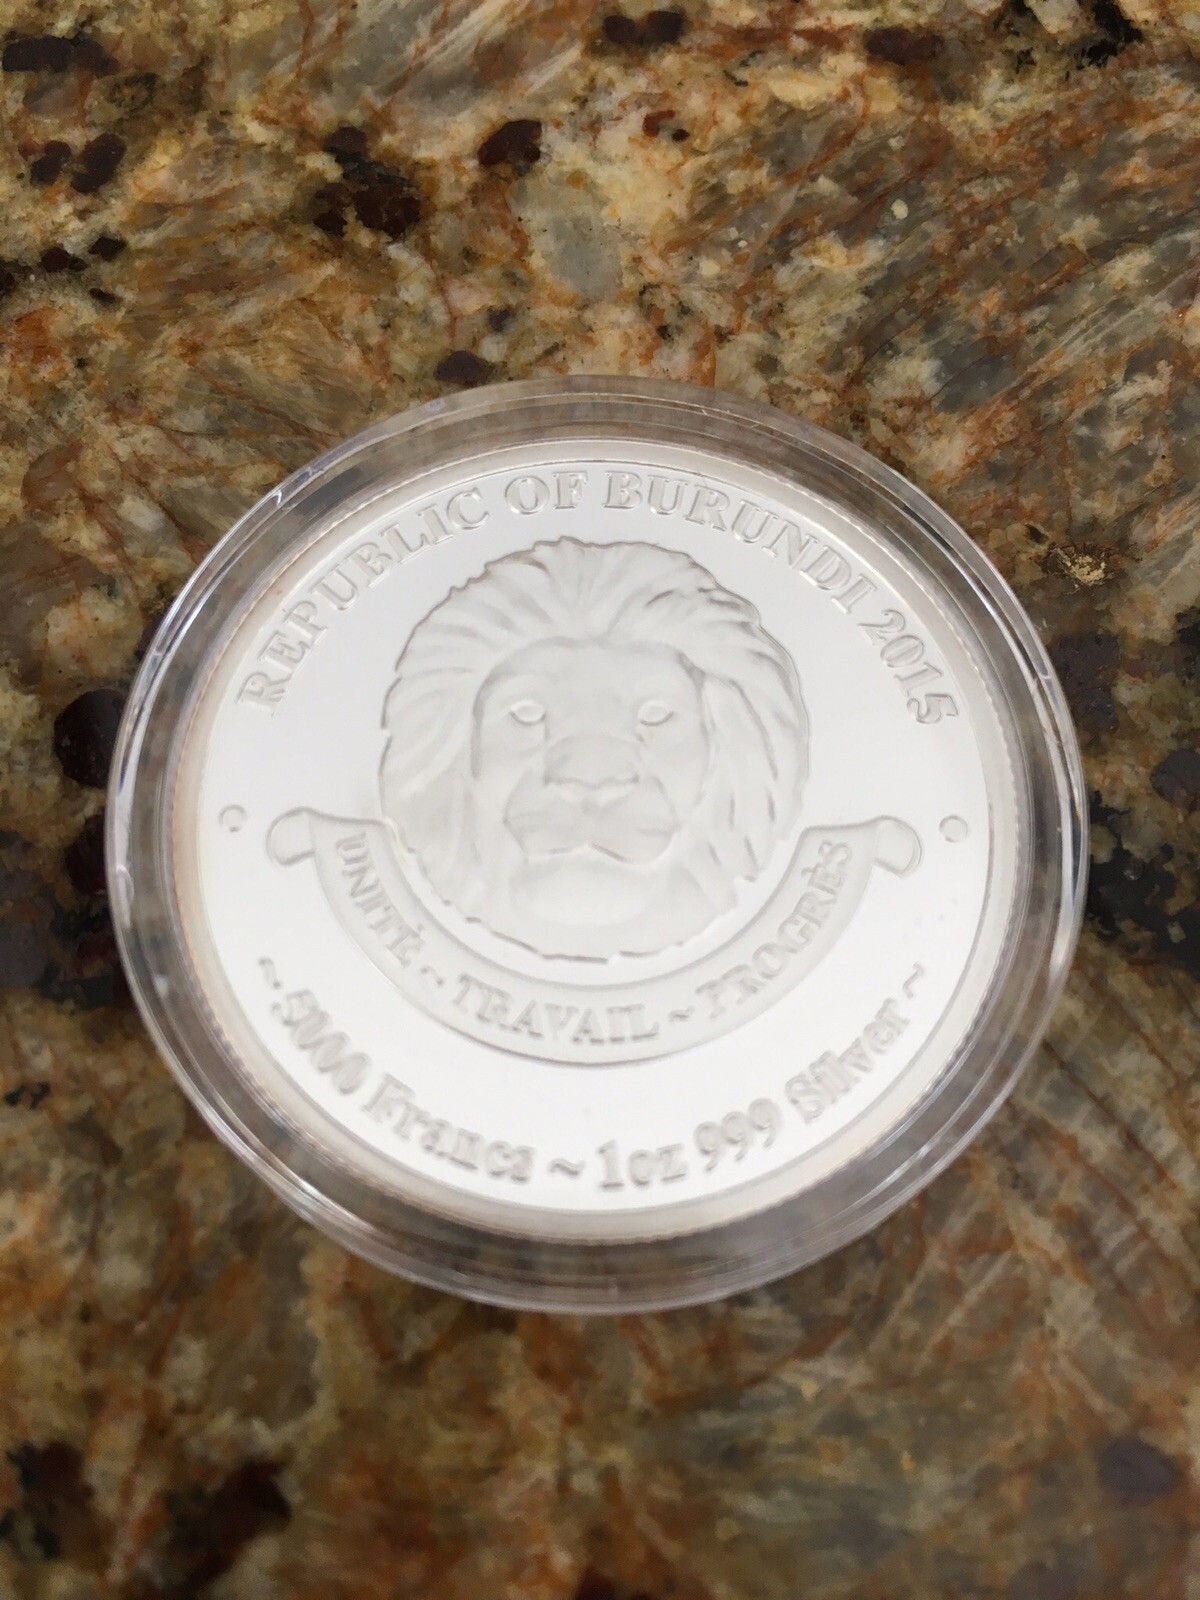 REPUBLIC OF BURUNDI 2015
UNITÉ ~ TRAVAIL ~ PROGRÈS
~ 5000 Francs ~ 1oz 999 Silver ~